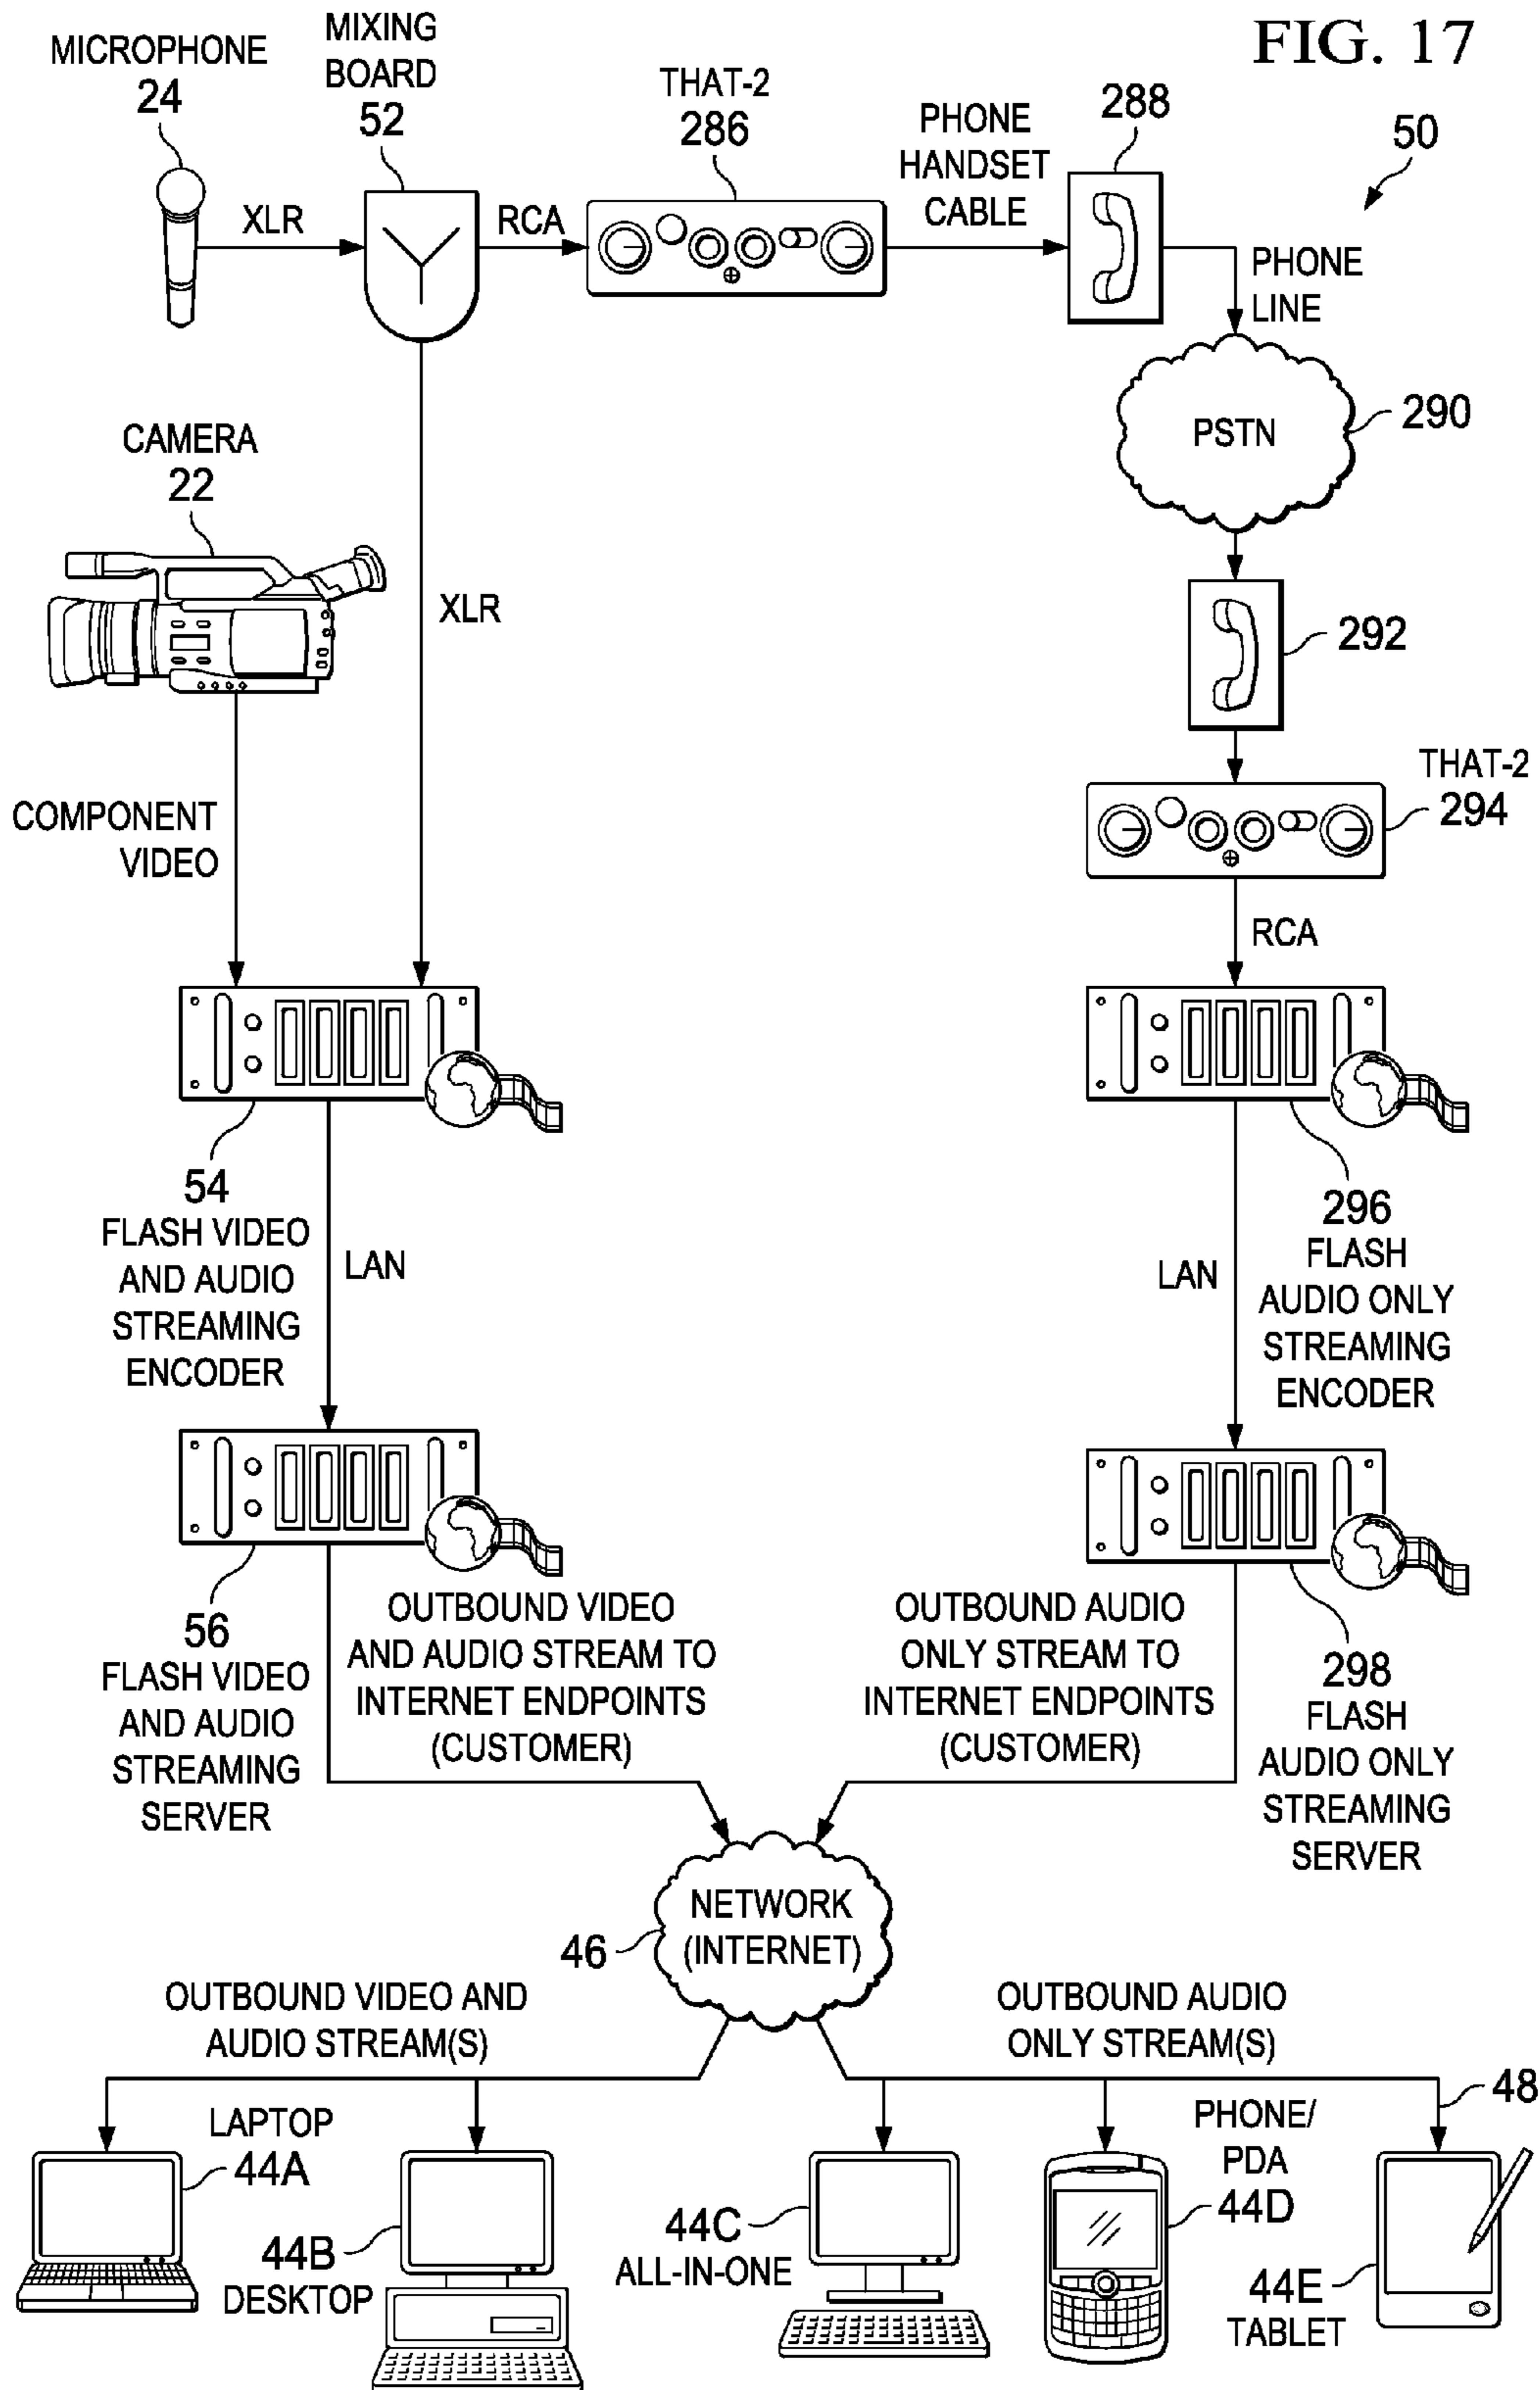 FIG. 17
MICROPHONE
24
MIXING
BOARD
52
THAT-2
286
PHONE
HANDSET
CABLE
288
50
XLR
RCA
PHONE
LINE
PSTN
290
CAMERA
22
XLR
292
COMPONENT
VIDEO
THAT-2
294
RCA
54
FLASH VIDEO
AND AUDIO
STREAMING
ENCODER
LAN
LAN
296
FLASH
AUDIO ONLY
STREAMING
ENCODER
56
FLASH VIDEO
AND AUDIO
STREAMING
SERVER
OUTBOUND VIDEO
AND AUDIO STREAM TO
INTERNET ENDPOINTS
(CUSTOMER)
OUTBOUND AUDIO
ONLY STREAM TO
INTERNET ENDPOINTS
(CUSTOMER)
298
FLASH
AUDIO ONLY
STREAMING
SERVER
NETWORK
(INTERNET)
46
OUTBOUND VIDEO AND
AUDIO STREAM(S)
OUTBOUND AUDIO
ONLY STREAM(S)
48
LAPTOP
44A
44B
DESKTOP
44C
ALL-IN-ONE
PHONE/
PDA
44D
44E
TABLET